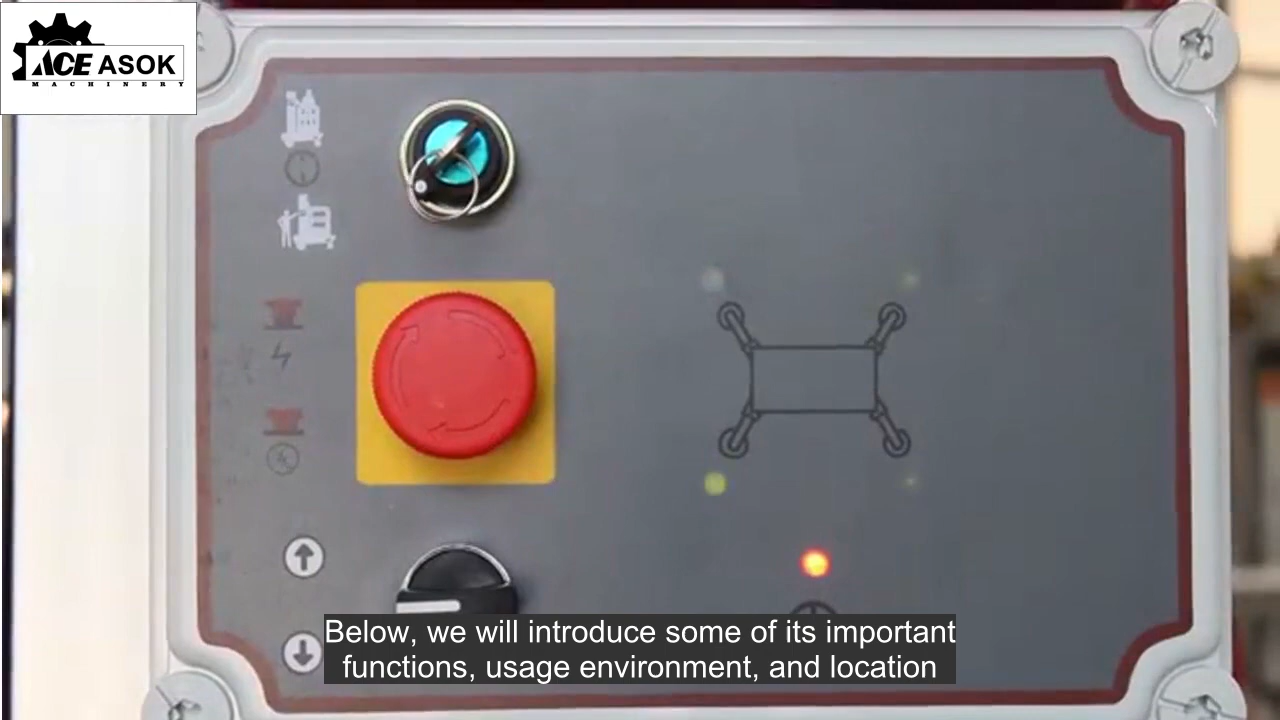 ACE ASOK
MACHINERY
Below, we will introduce some of its important
functions, usage environment, and location